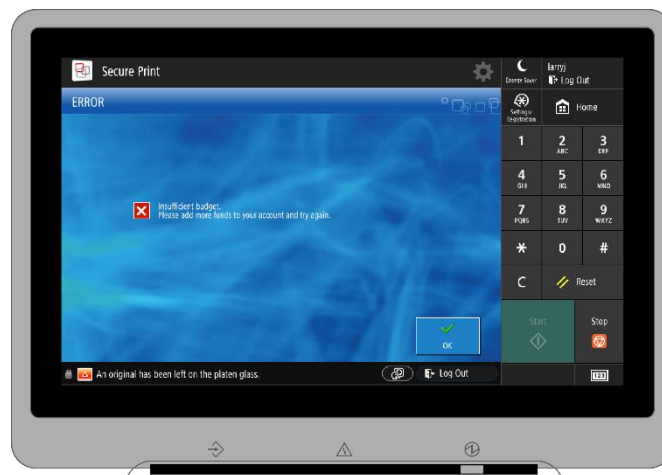 Secure Print
ERROR
Insufficient budget.
Please add more funds to your account and try again.
OK
An original has been left on the platen glass.
Log Out
Energy Saver
larryj
Log Out
Settings/
Registration
Home
1
2
ABC
3
DEF
4
GHI
5
JKL
6
MNO
7
PQRS
8
TUV
9
WXYZ
*
0
#
C
Reset
Start
Stop
123